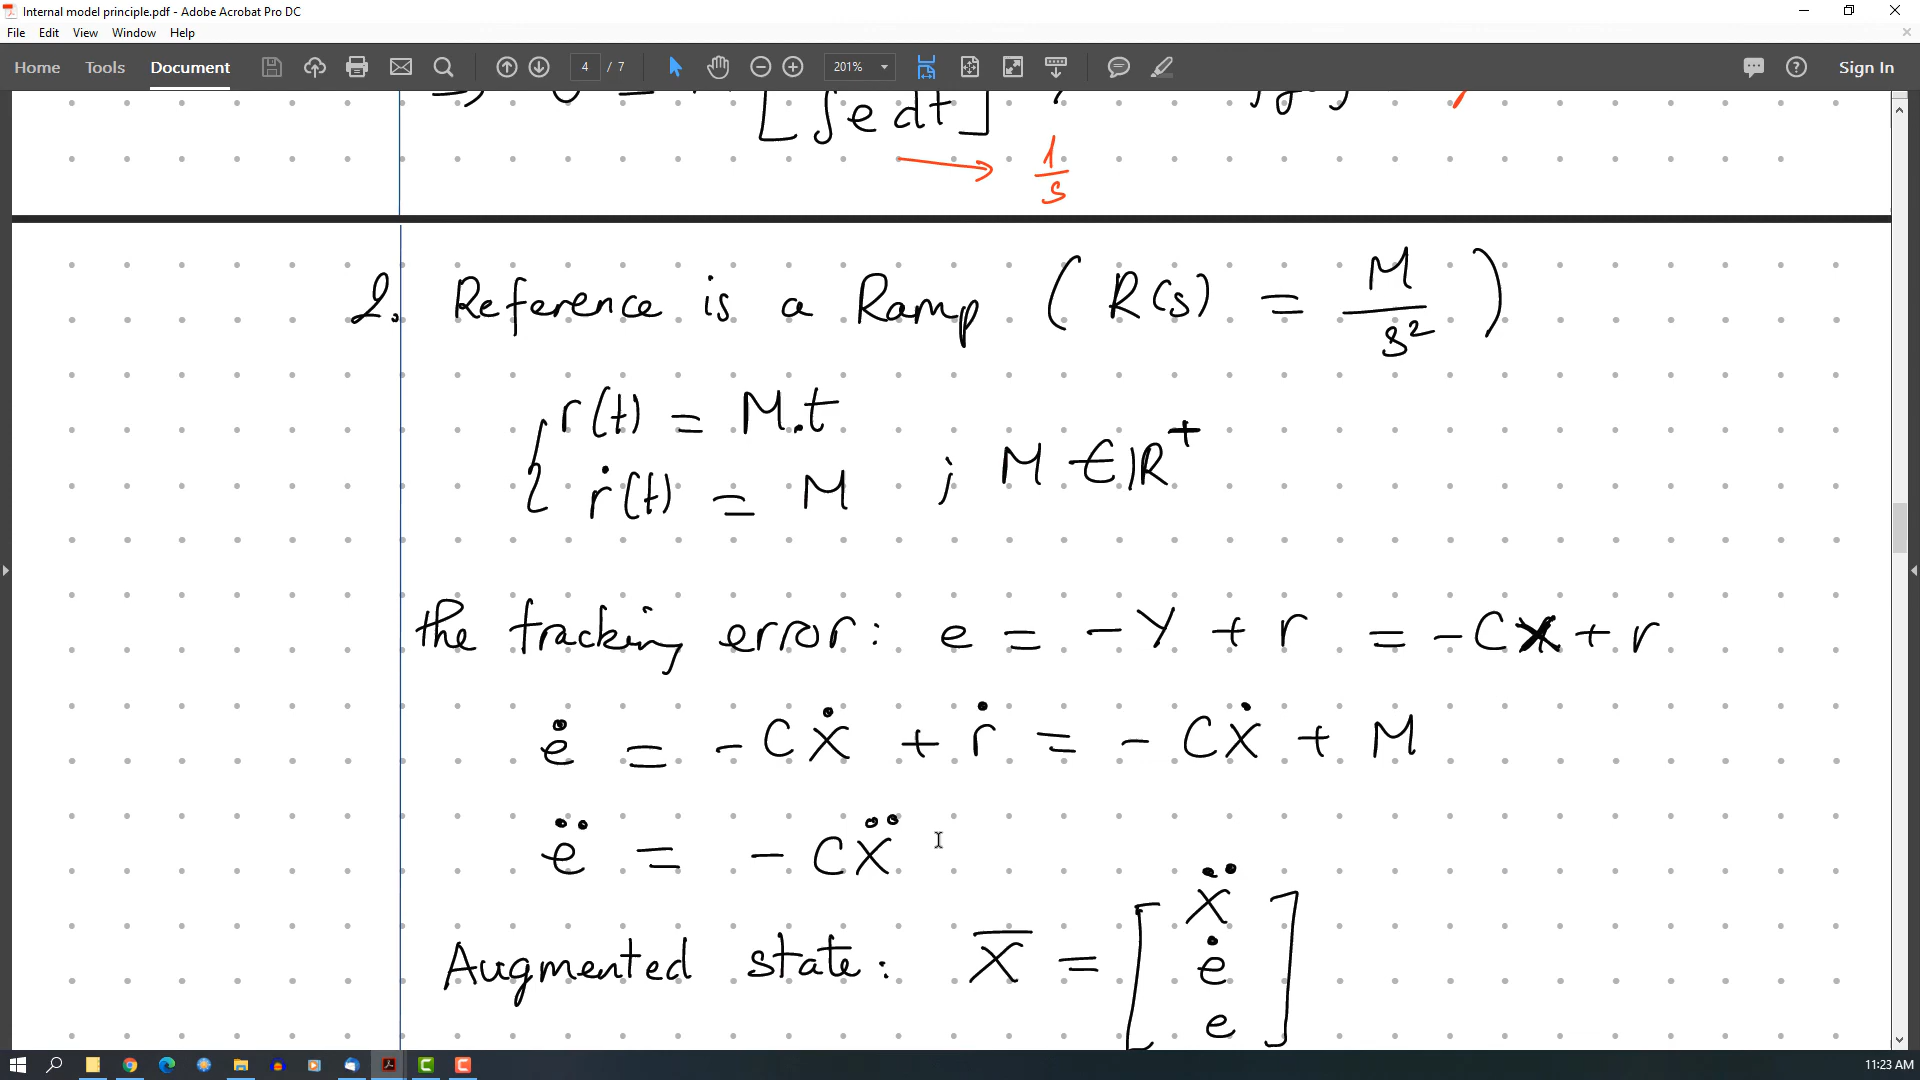 Internal model principle.pdf - Adobe Acrobat Pro DC
File Edit View Window Help
Home Tools Document 4 / 7 201% Sign In
[∫e dt]
1/s
2. Reference is a Ramp ( R(s) = M/s² )
{ r(t) = M.t
ṙ(t) = M ; M ∈ R⁺
the tracking error: e = -Y + r = -CX + r
ė = -CẊ + ṙ = -CẊ + M
ë = -CẌ
Augmented state: X̅ = [ Ẍ
ė
e ]
11:23 AM